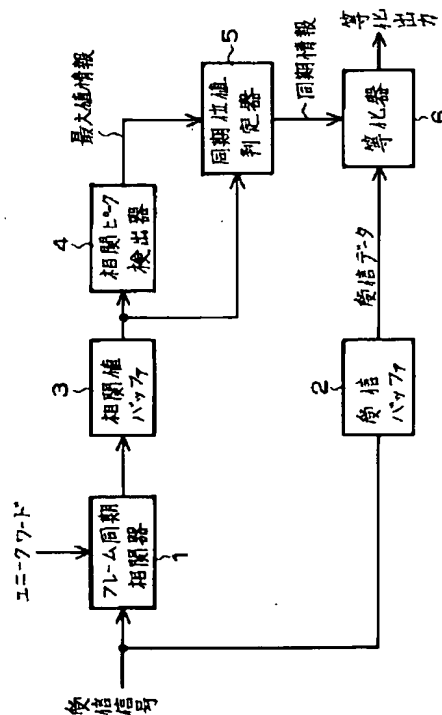 受信信号
ユニークワード
フレーム同期
相関器
1
相関値
バッファ
3
相関ピーク
検出器
4
最大値情報
同期位値
判定器
5
同期情報
受信
バッファ
2
受信データ
等化器
6
等化
出力